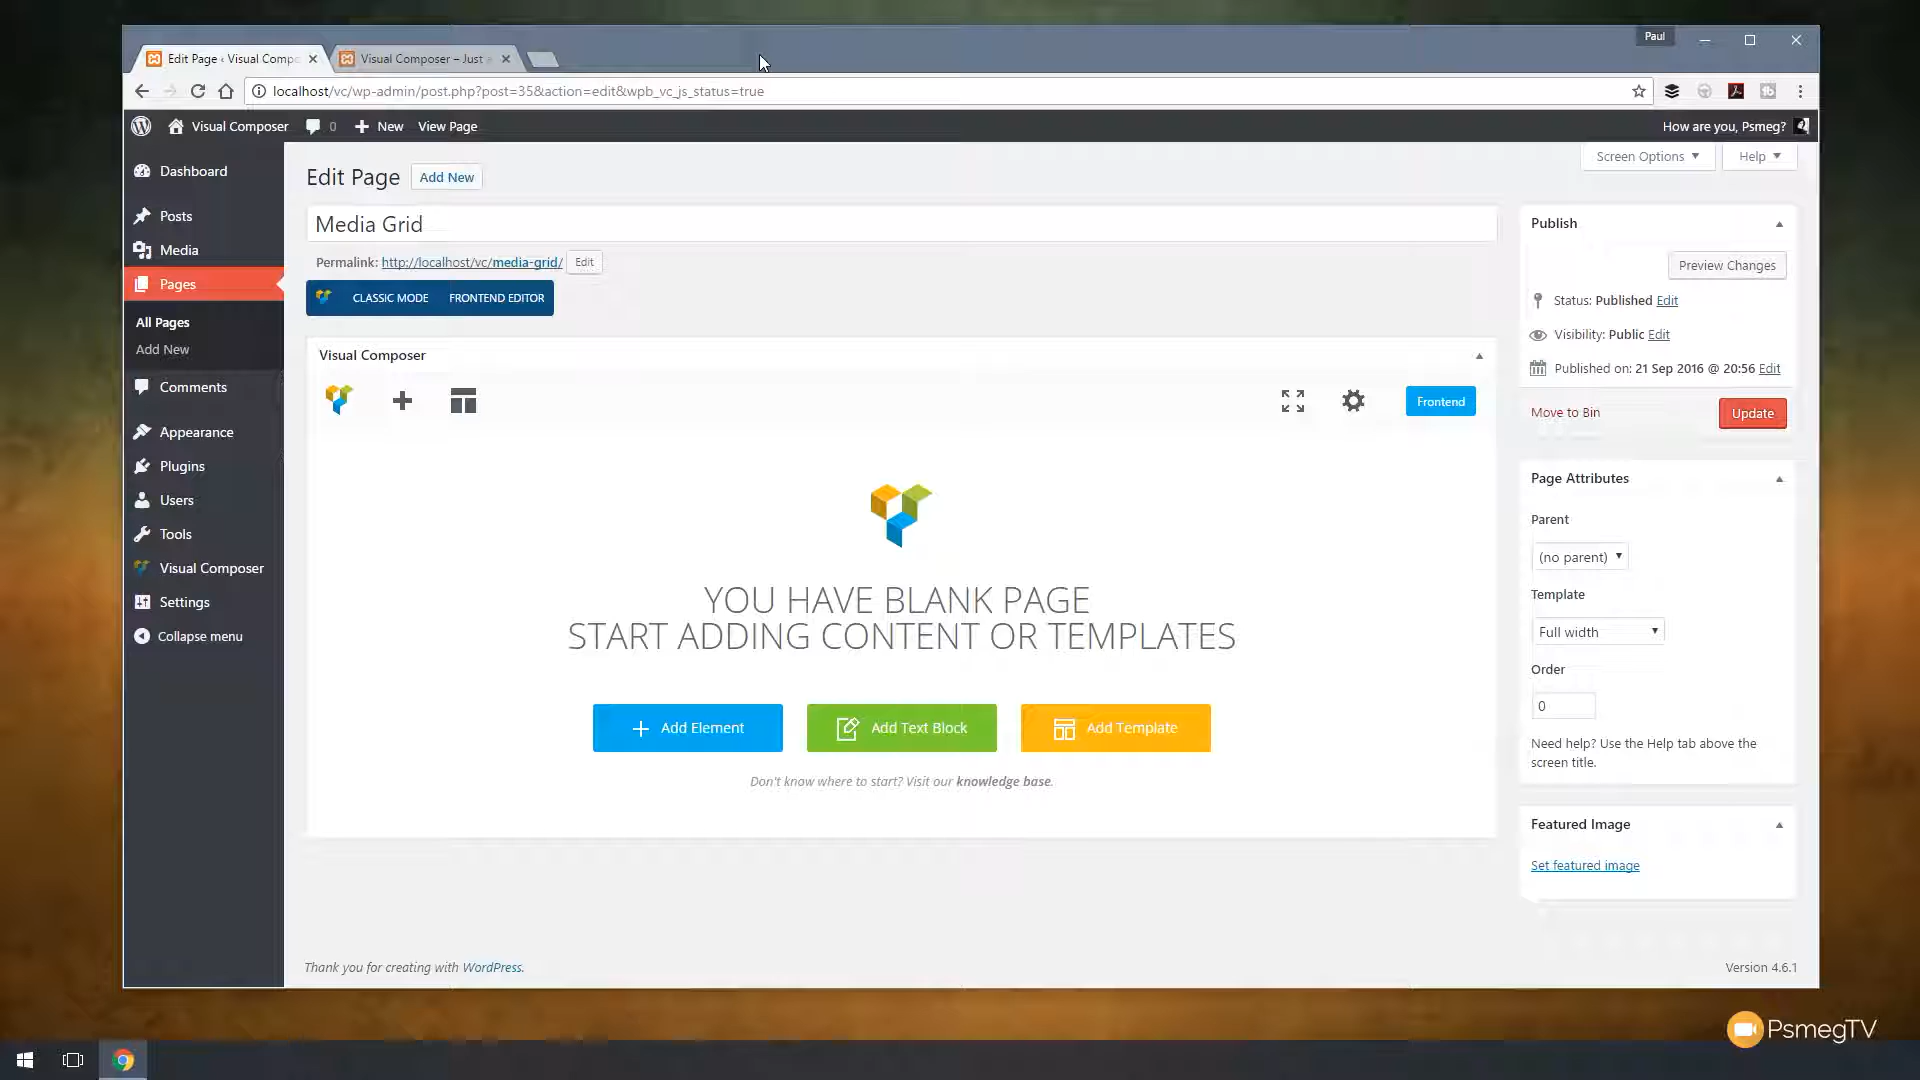 Paul
Edit Page ‹ Visual Compo
Visual Composer – Just
localhost/vc/wp-admin/post.php?post=35&action=edit&wpb_vc_js_status=true
Visual Composer
0
New
View Page
How are you, Psmeg?
Screen Options
Help
Dashboard
Posts
Media
Pages
All Pages
Add New
Comments
Appearance
Plugins
Users
Tools
Visual Composer
Settings
Collapse menu
Edit Page
Add New
Media Grid
Permalink: http://localhost/vc/media-grid/
Edit
CLASSIC MODE
FRONTEND EDITOR
Visual Composer
Frontend
YOU HAVE BLANK PAGE
START ADDING CONTENT OR TEMPLATES
Add Element
Add Text Block
Add Template
Don't know where to start? Visit our knowledge base.
Publish
Preview Changes
Status: Published Edit
Visibility: Public Edit
Published on: 21 Sep 2016 @ 20:56 Edit
Move to Bin
Update
Page Attributes
Parent
(no parent)
Template
Full width
Order
0
Need help? Use the Help tab above the
screen title.
Featured Image
Set featured image
Thank you for creating with WordPress.
Version 4.6.1
PsmegTV